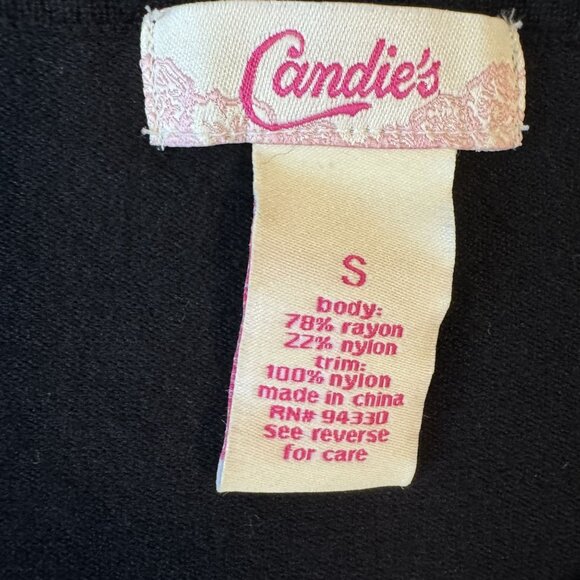 Candie's
S
body:
78% rayon
22% nylon
trim:
100% nylon
made in china
RN# 94330
see reverse
for care